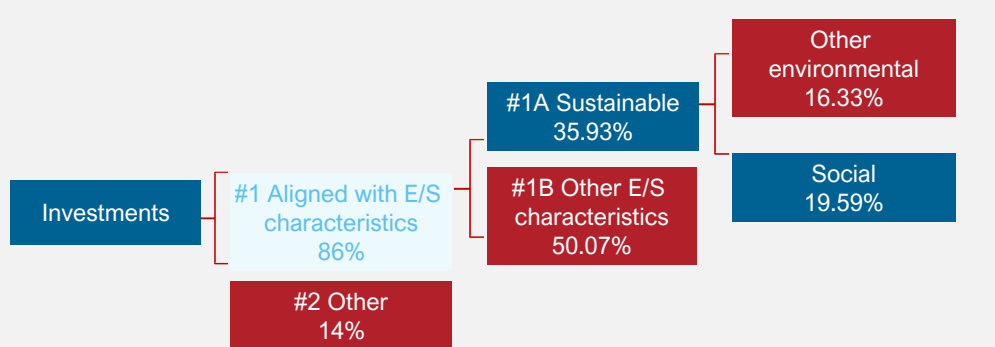 Investments
#1 Aligned with E/S
characteristics
86%
#2 Other
14%
#1A Sustainable
35.93%
#1B Other E/S
characteristics
50.07%
Other
environmental
16.33%
Social
19.59%